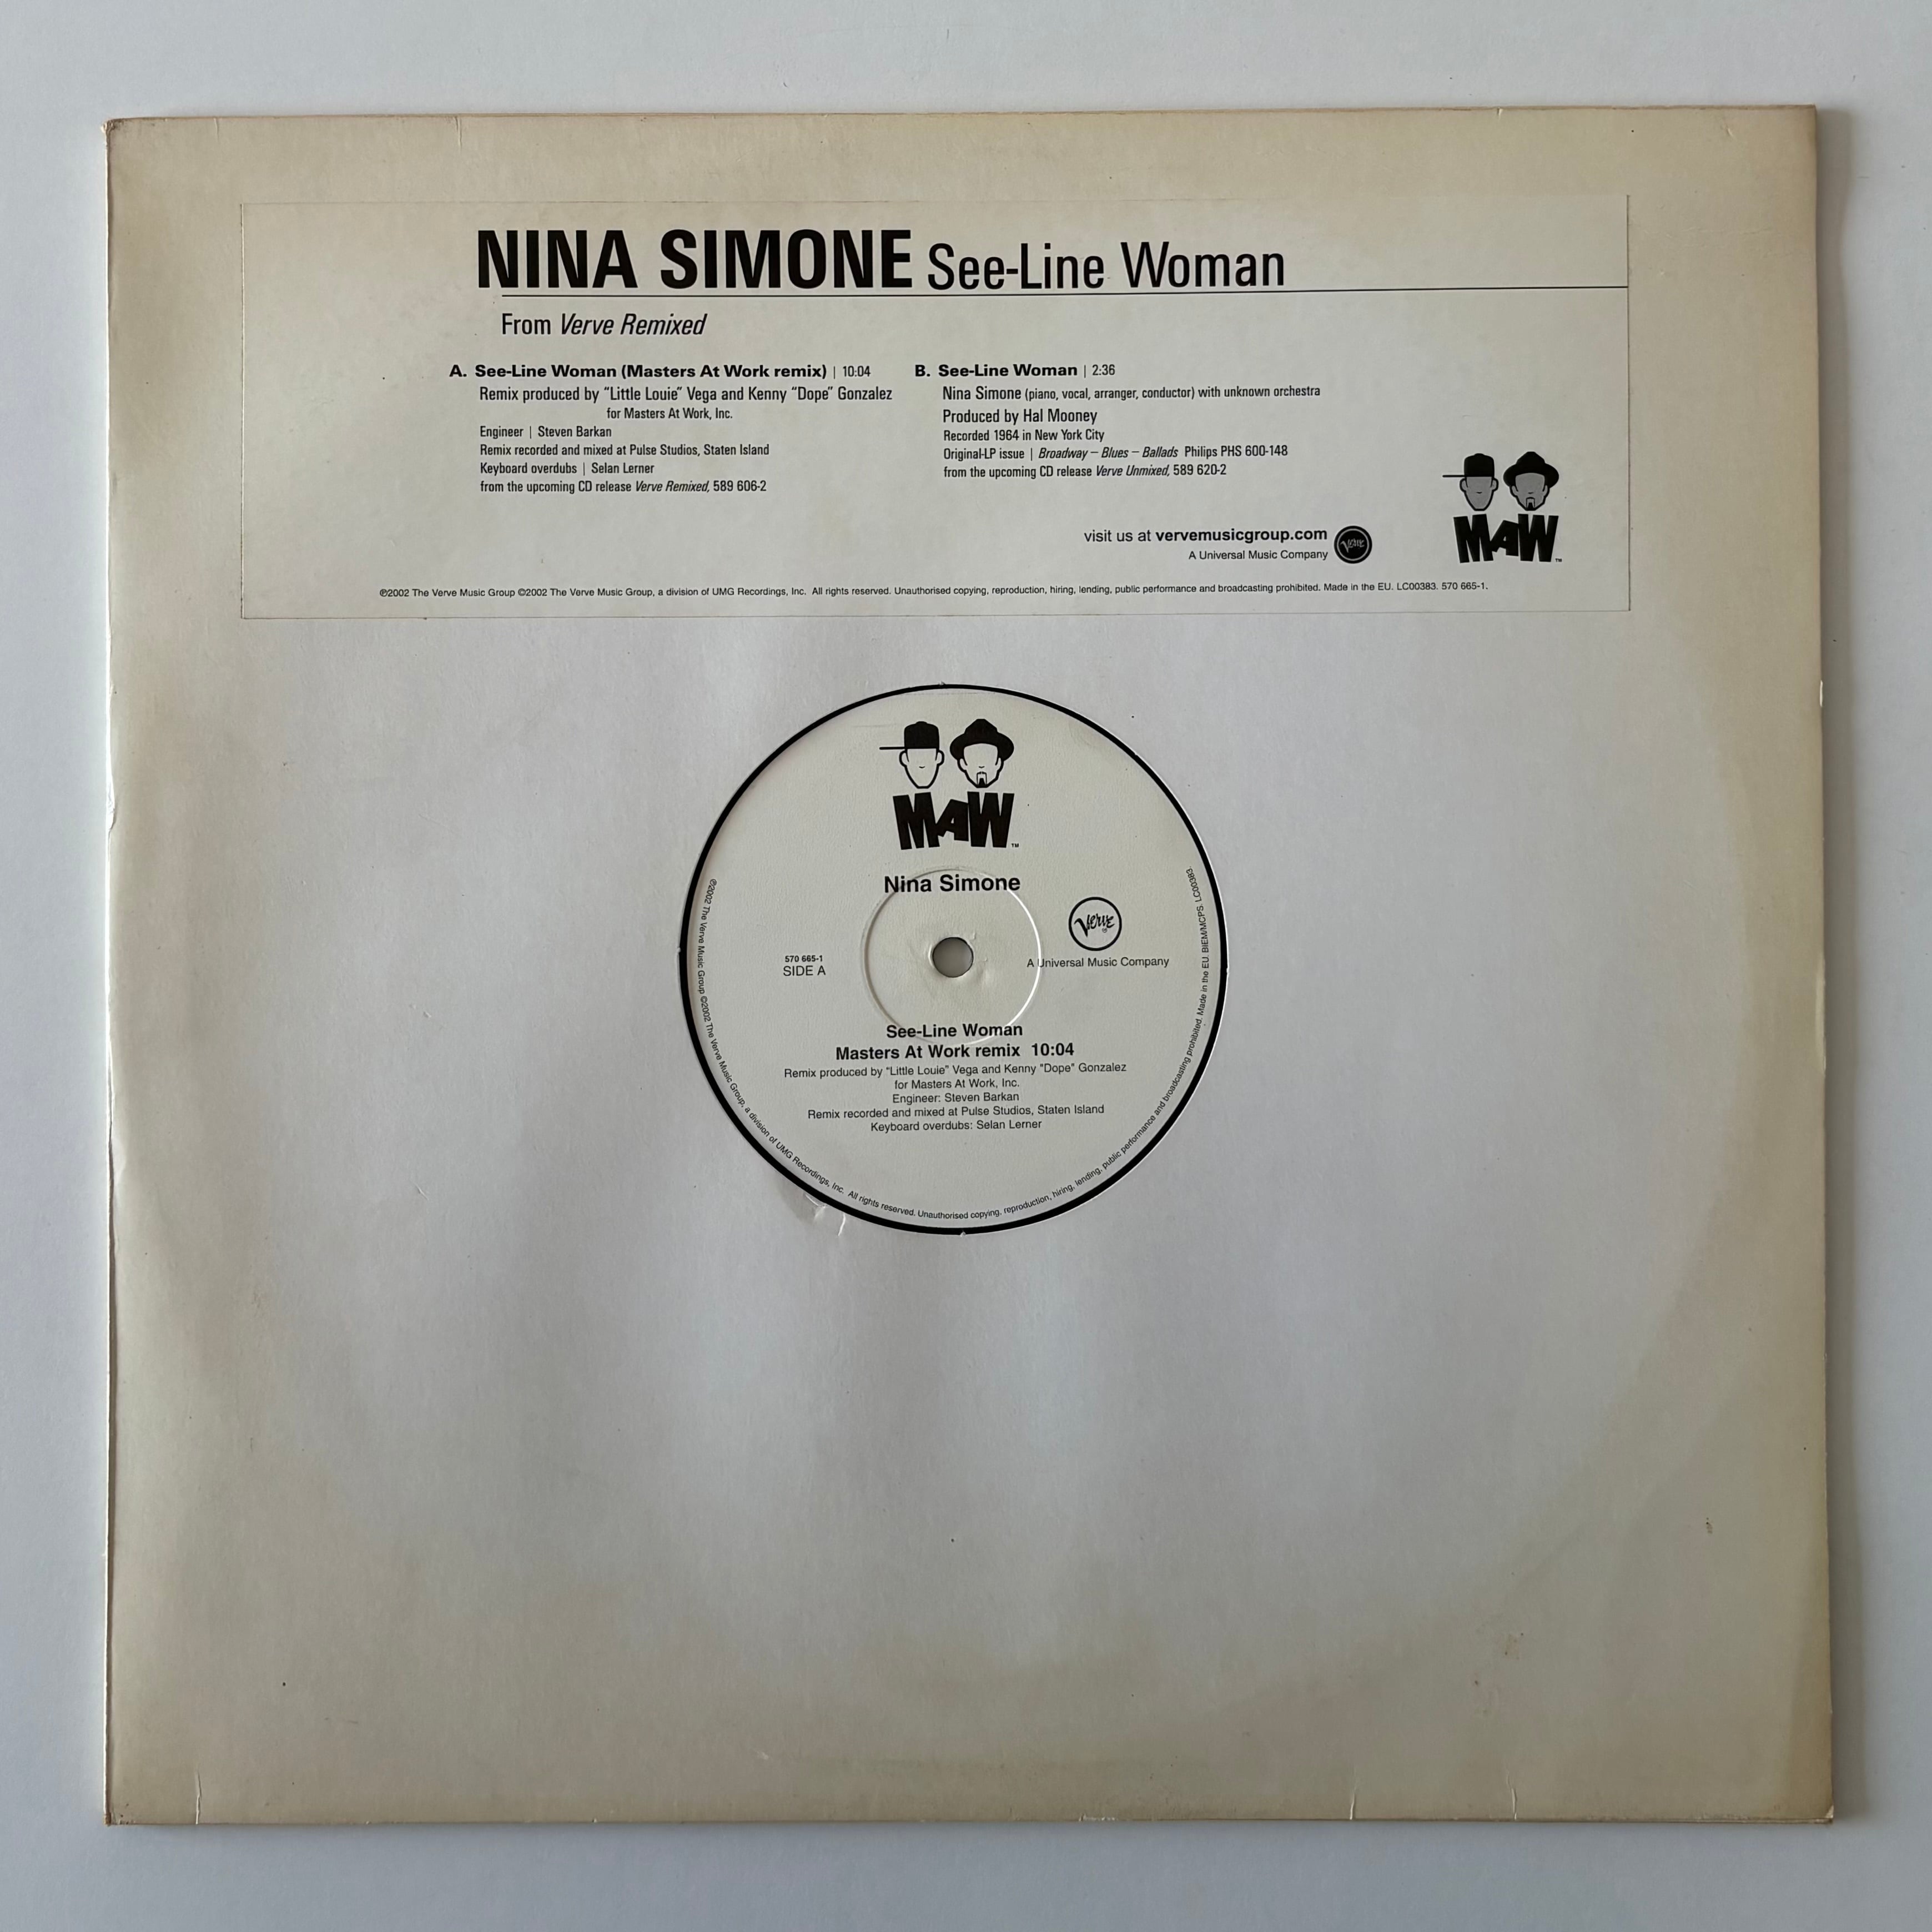 NINA SIMONE See-Line Woman
From Verve Remixed
A. See-Line Woman (Masters At Work remix) | 10:04
Remix produced by “Little Louie” Vega and Kenny “Dope” Gonzalez
for Masters At Work, Inc.
Engineer | Steven Barkan
Remix recorded and mixed at Pulse Studios, Staten Island
Keyboard overdubs | Selan Lerner
from the upcoming CD release Verve Remixed, 589 606-2
B. See-Line Woman | 2:36
Nina Simone (piano, vocal, arranger, conductor) with unknown orchestra
Produced by Hal Mooney
Recorded 1964 in New York City
Original-LP issue | Broadway – Blues – Ballads Philips PHS 600-148
from the upcoming CD release Verve Unmixed, 589 620-2
visit us at vervemusicgroup.com
A Universal Music Company
Verve
MAW™
℗2002 The Verve Music Group ©2002 The Verve Music Group, a division of UMG Recordings, Inc. All rights reserved. Unauthorised copying, reproduction, hiring, lending, public performance and broadcasting prohibited. Made in the EU. LC00383. 570 665-1.
MAW™
Nina Simone
Verve
570 665-1
SIDE A
A Universal Music Company
See-Line Woman
Masters At Work remix 10:04
Remix produced by "Little Louie" Vega and Kenny "Dope" Gonzalez
for Masters At Work, Inc.
Engineer: Steven Barkan
Remix recorded and mixed at Pulse Studios, Staten Island
Keyboard overdubs: Selan Lerner
℗2002 The Verve Music Group ©2002 The Verve Music Group, a division of UMG Recordings, Inc. All rights reserved. Unauthorised copying, reproduction, hiring, lending, public performance and broadcasting prohibited. Made in the EU. BIEM/MCPS. LC00383.